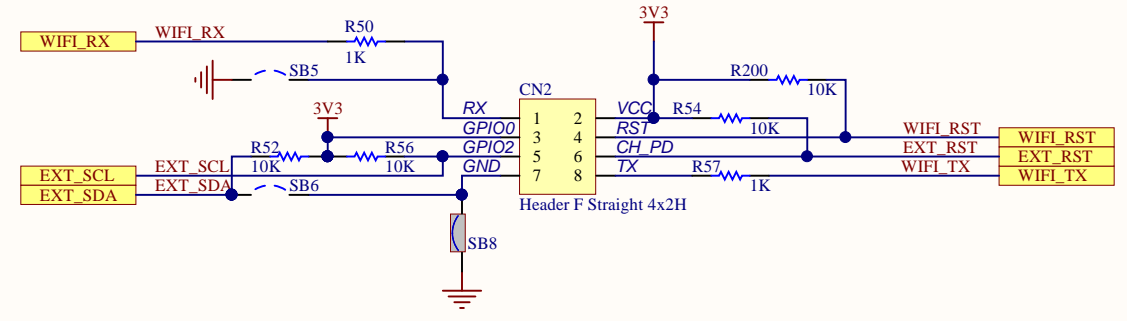 3V3
R50
WIFI_RX
WIFI_RX
1K
SB5
R200
10K
CN2
3V3
RX
1
2
VCC
R54
GPIO0
3
4
RST
10K
WIFI_RST
WIFI_RST
R52
R56
GPIO2
5
6
CH_PD
EXT_RST
EXT_RST
10K
10K
EXT_SCL
EXT_SCL
GND
7
8
TX
R57
WIFI_TX
WIFI_TX
EXT_SDA
EXT_SDA
SB6
1K
Header F Straight 4x2H
SB8